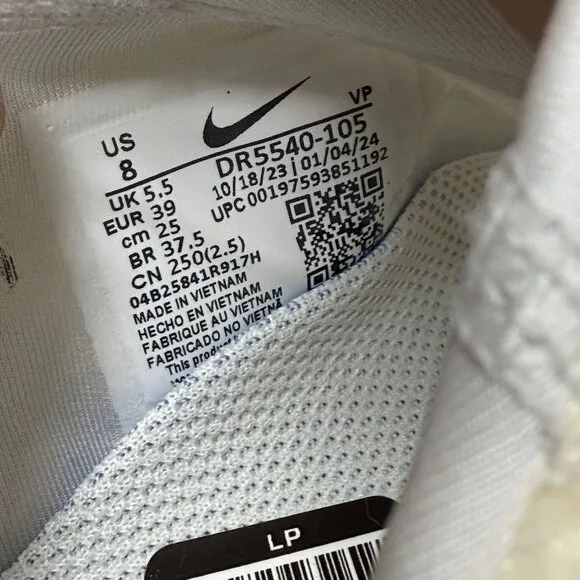 US
8
VP
DR5540-105
UK 5.5
10/18/23 | 01/04/24
EUR 39
UPC 00197593851192
cm 25
BR 37.5
CN 250(2.5)
04B25841R917H
MADE IN VIETNAM
HECHO EN VIETNAM
FABRIQUE AU VIETNAM
FABRICADO NO VIETNÃ
This
LP